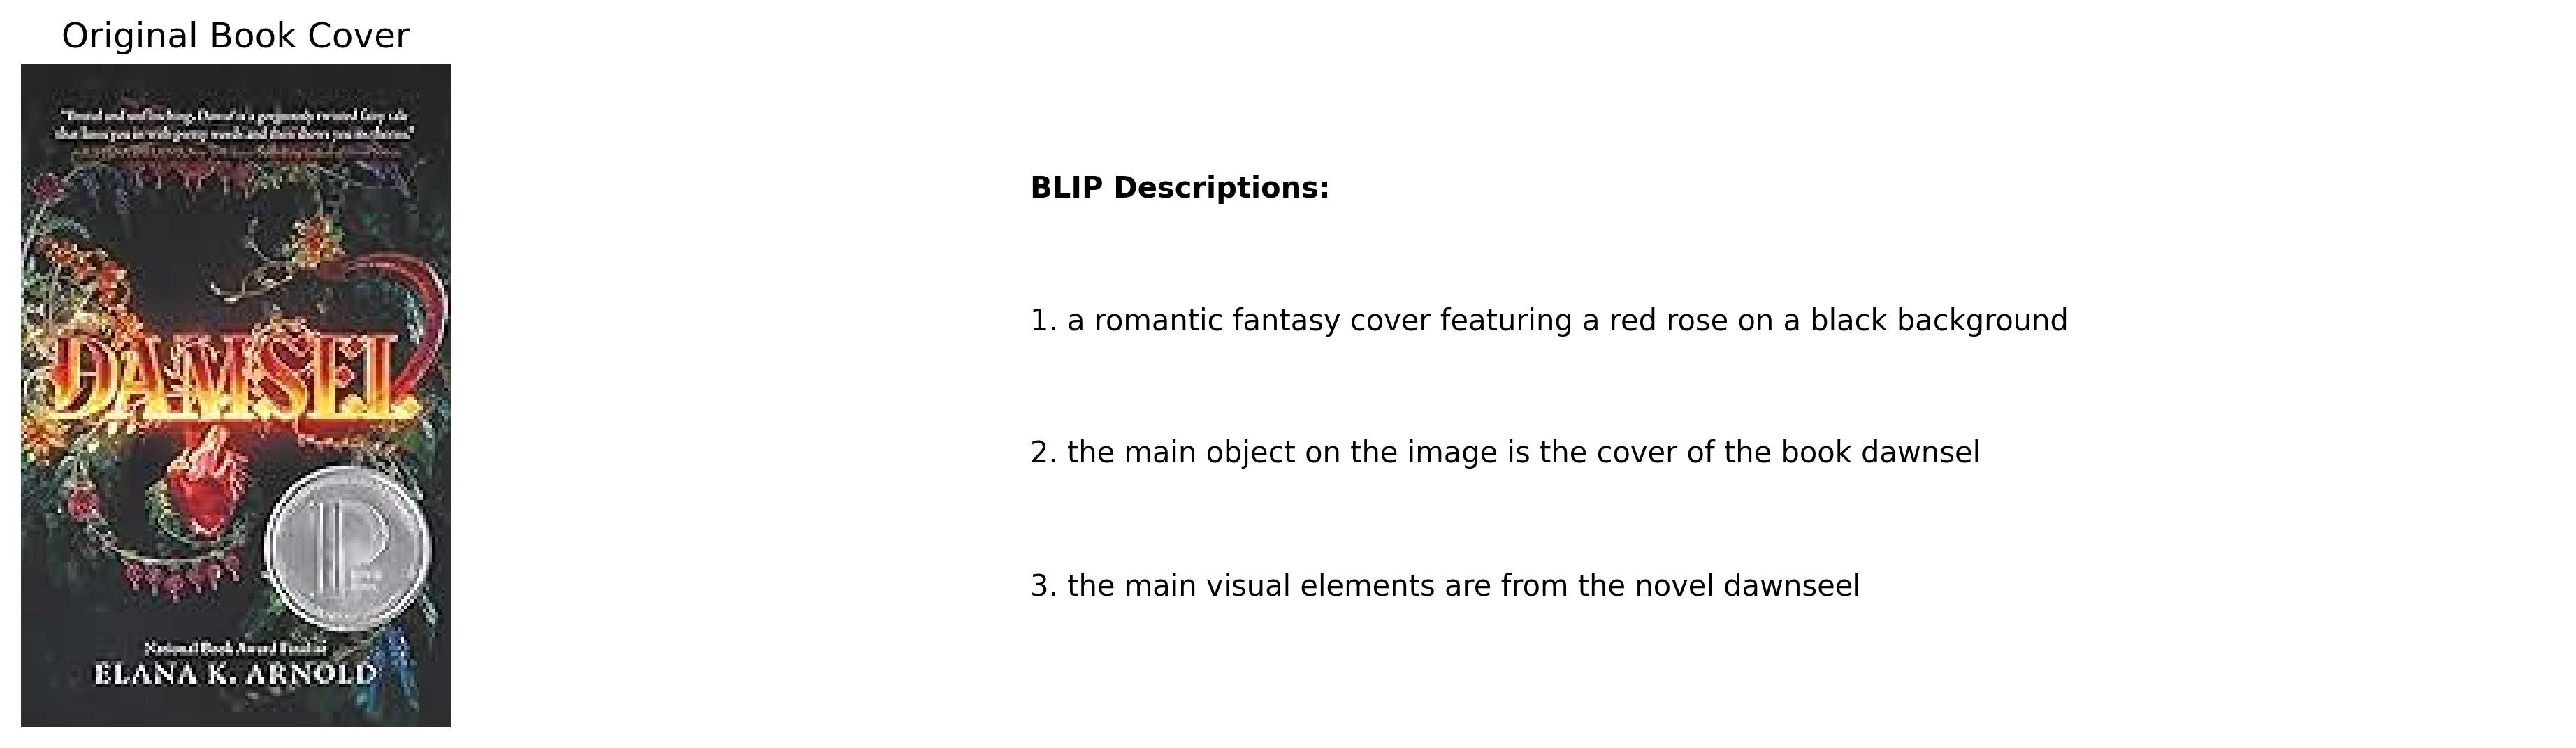 Original Book Cover
"Brutal and unflinching, Damsel is a gorgeously twisted fairy tale
that lures you in with pretty words and then shows you its
DAMSEL
P
National Book Award Finalist
ELANA K. ARNOLD
BLIP Descriptions:
1. a romantic fantasy cover featuring a red rose on a black background
2. the main object on the image is the cover of the book dawnsel
3. the main visual elements are from the novel dawnseel